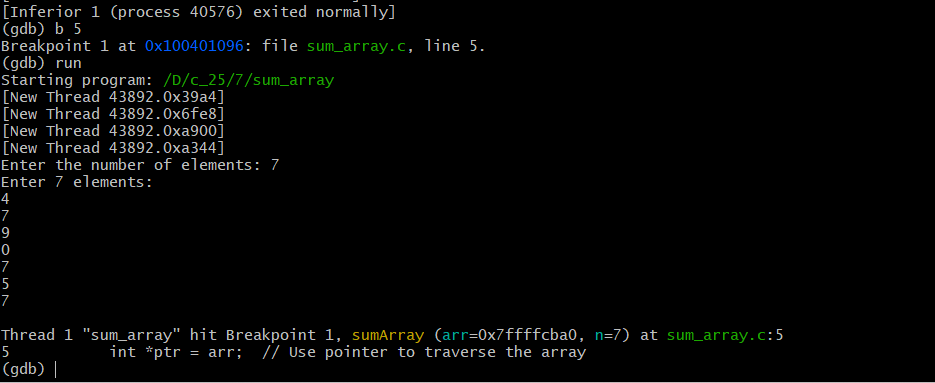 [Inferior 1 (process 40576) exited normally]
(gdb) b 5
Breakpoint 1 at 0x100401096: file sum_array.c, line 5.
(gdb) run
Starting program: /D/c_25/7/sum_array
[New Thread 43892.0x39a4]
[New Thread 43892.0x6fe8]
[New Thread 43892.0xa900]
[New Thread 43892.0xa344]
Enter the number of elements: 7
Enter 7 elements:
4
7
9
0
7
5
7
Thread 1 "sum_array" hit Breakpoint 1, sumArray (arr=0x7ffffcba0, n=7) at sum_array.c:5
5           int *ptr = arr;  // Use pointer to traverse the array
(gdb)